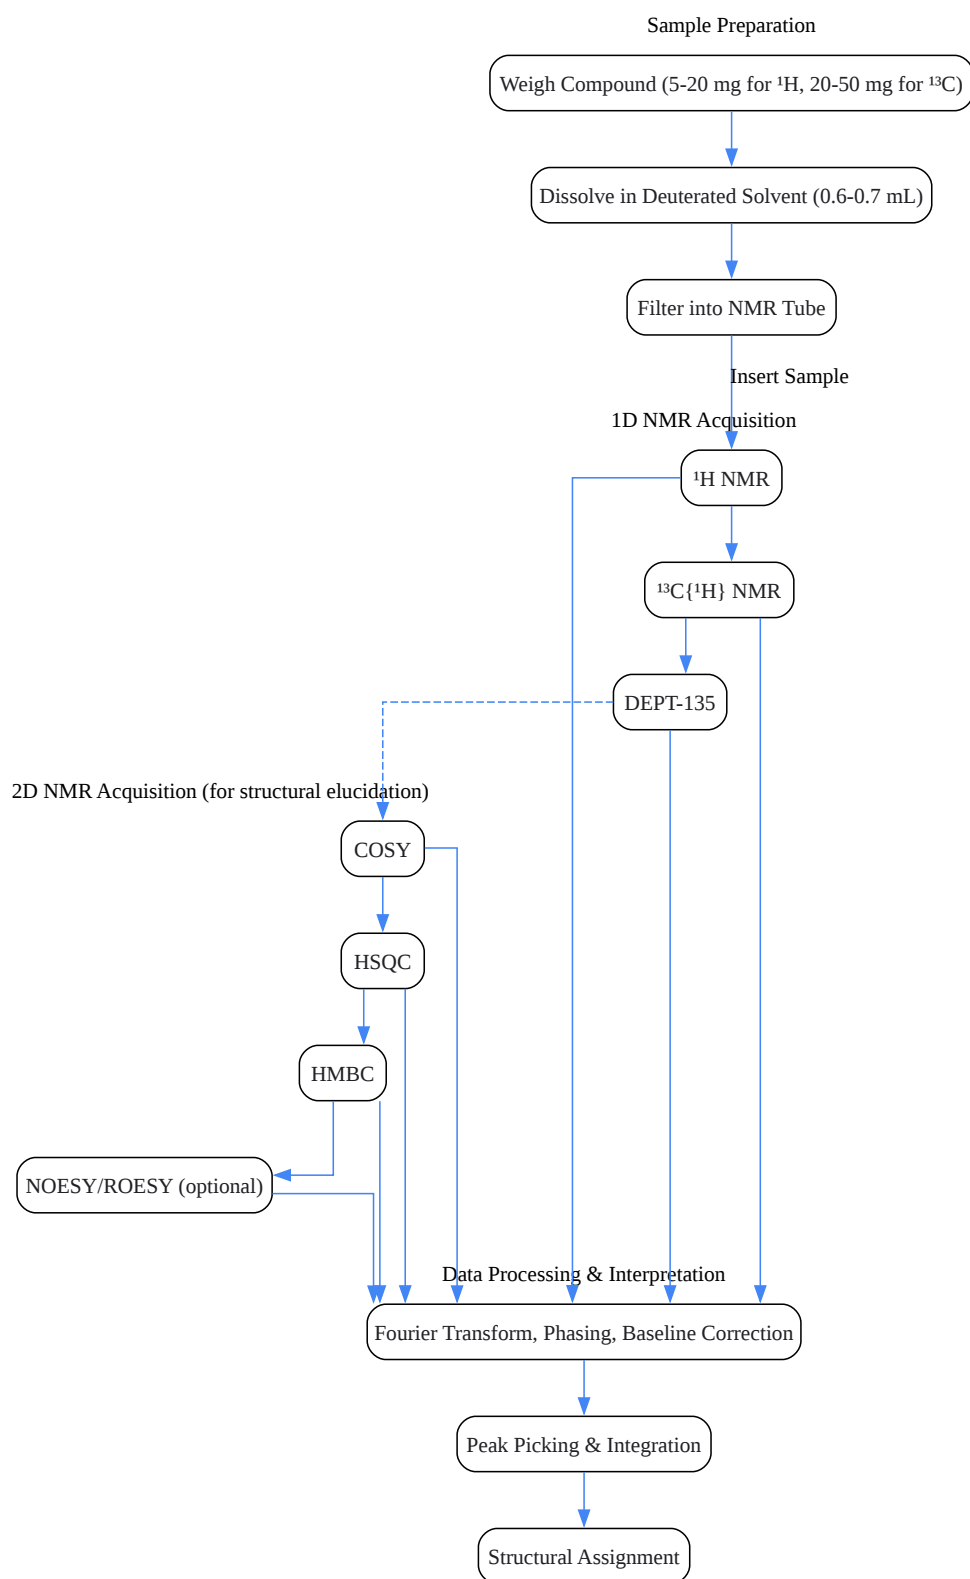 Sample Preparation
Weigh Compound (5-20 mg for ¹H, 20-50 mg for ¹³C)
Dissolve in Deuterated Solvent (0.6-0.7 mL)
Filter into NMR Tube
Insert Sample
1D NMR Acquisition
¹H NMR
¹³C{¹H} NMR
DEPT-135
2D NMR Acquisition (for structural elucidation)
COSY
HSQC
HMBC
NOESY/ROESY (optional)
Data Processing & Interpretation
Fourier Transform, Phasing, Baseline Correction
Peak Picking & Integration
Structural Assignment